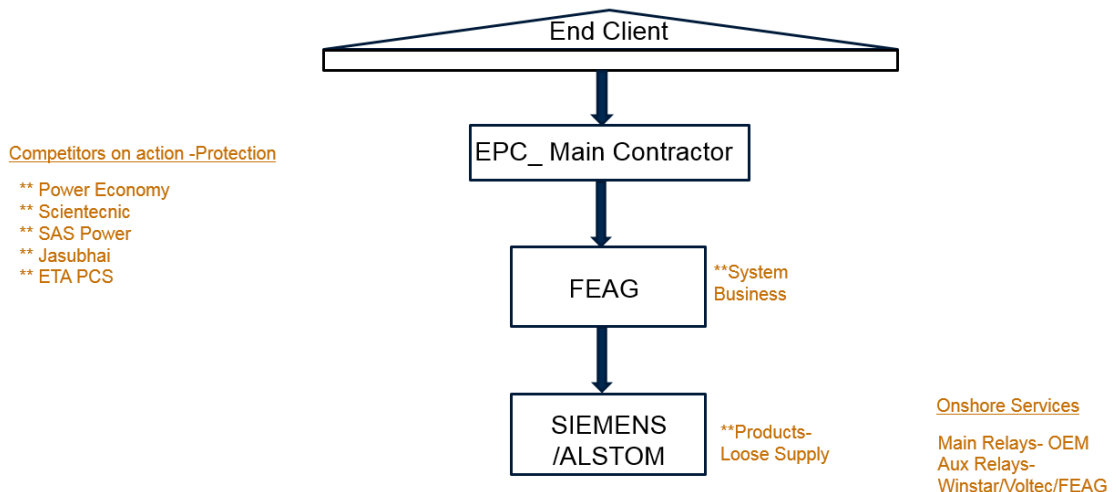 End Client
EPC_ Main Contractor
Competitors on action -Protection
** Power Economy
** Scientecnic
** SAS Power
** Jasubhai
** ETA PCS
FEAG
**System
Business
SIEMENS
/ALSTOM
**Products-
Loose Supply
Onshore Services
Main Relays- OEM
Aux Relays-
Winstar/Voltec/FEAG